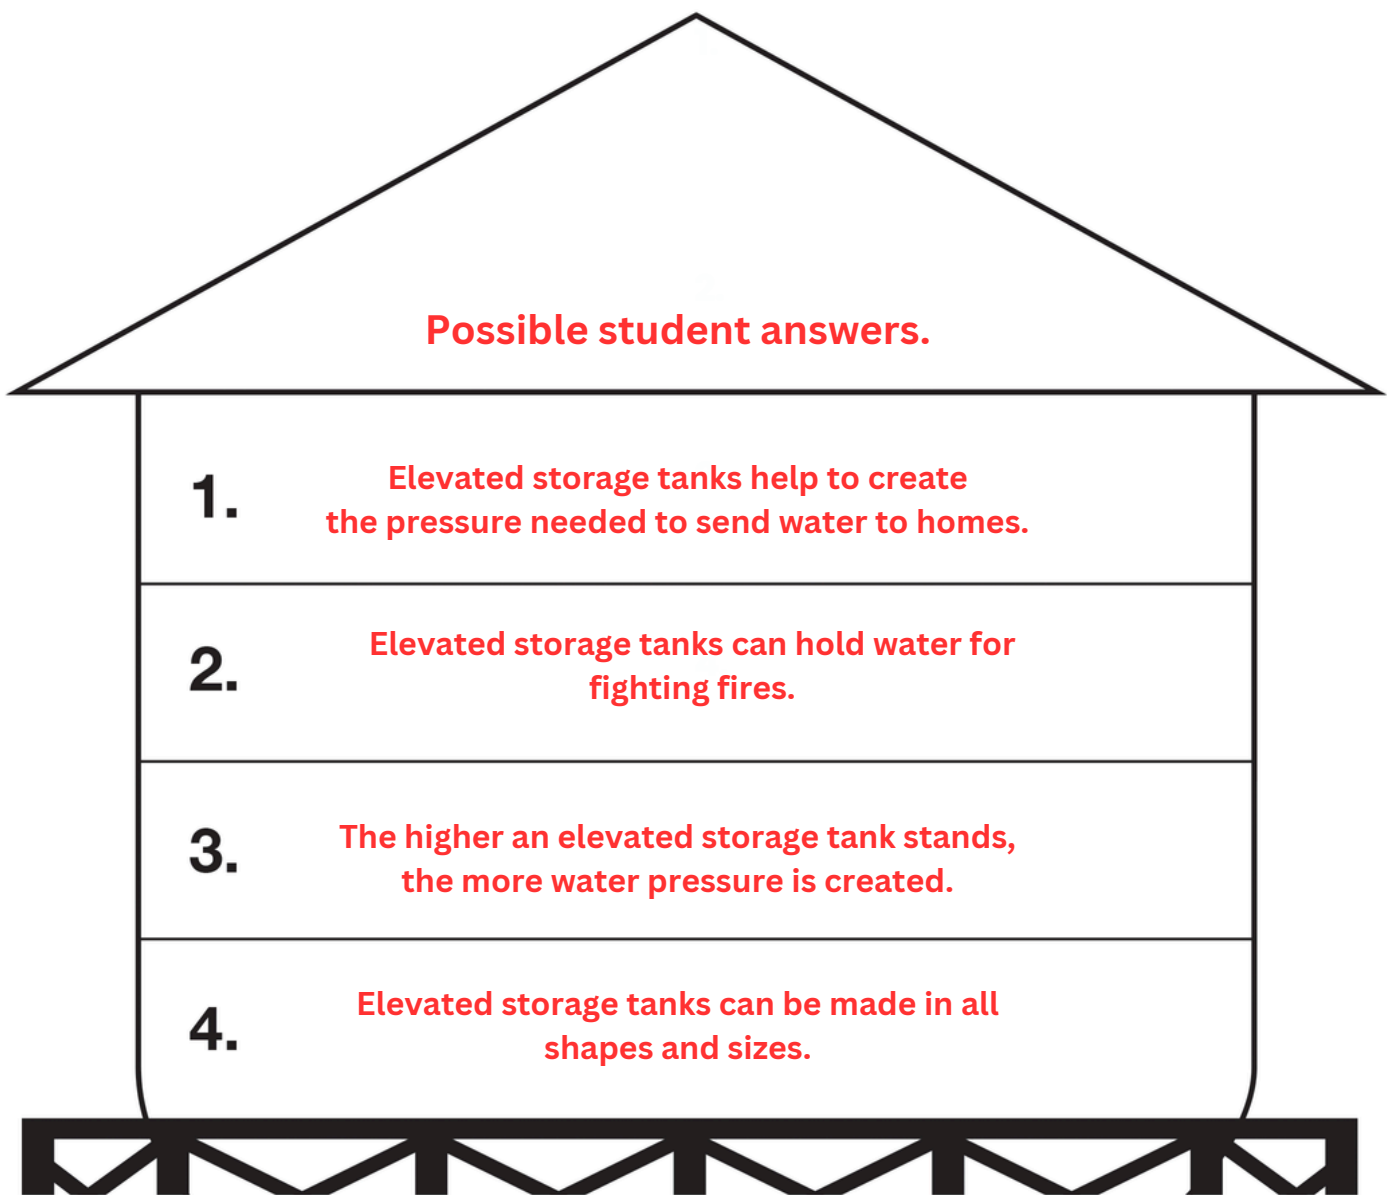 Possible student answers.
1.
Elevated storage tanks help to create
the pressure needed to send water to homes.
2.
Elevated storage tanks can hold water for
fighting fires.
3.
The higher an elevated storage tank stands,
the more water pressure is created.
4.
Elevated storage tanks can be made in all
shapes and sizes.